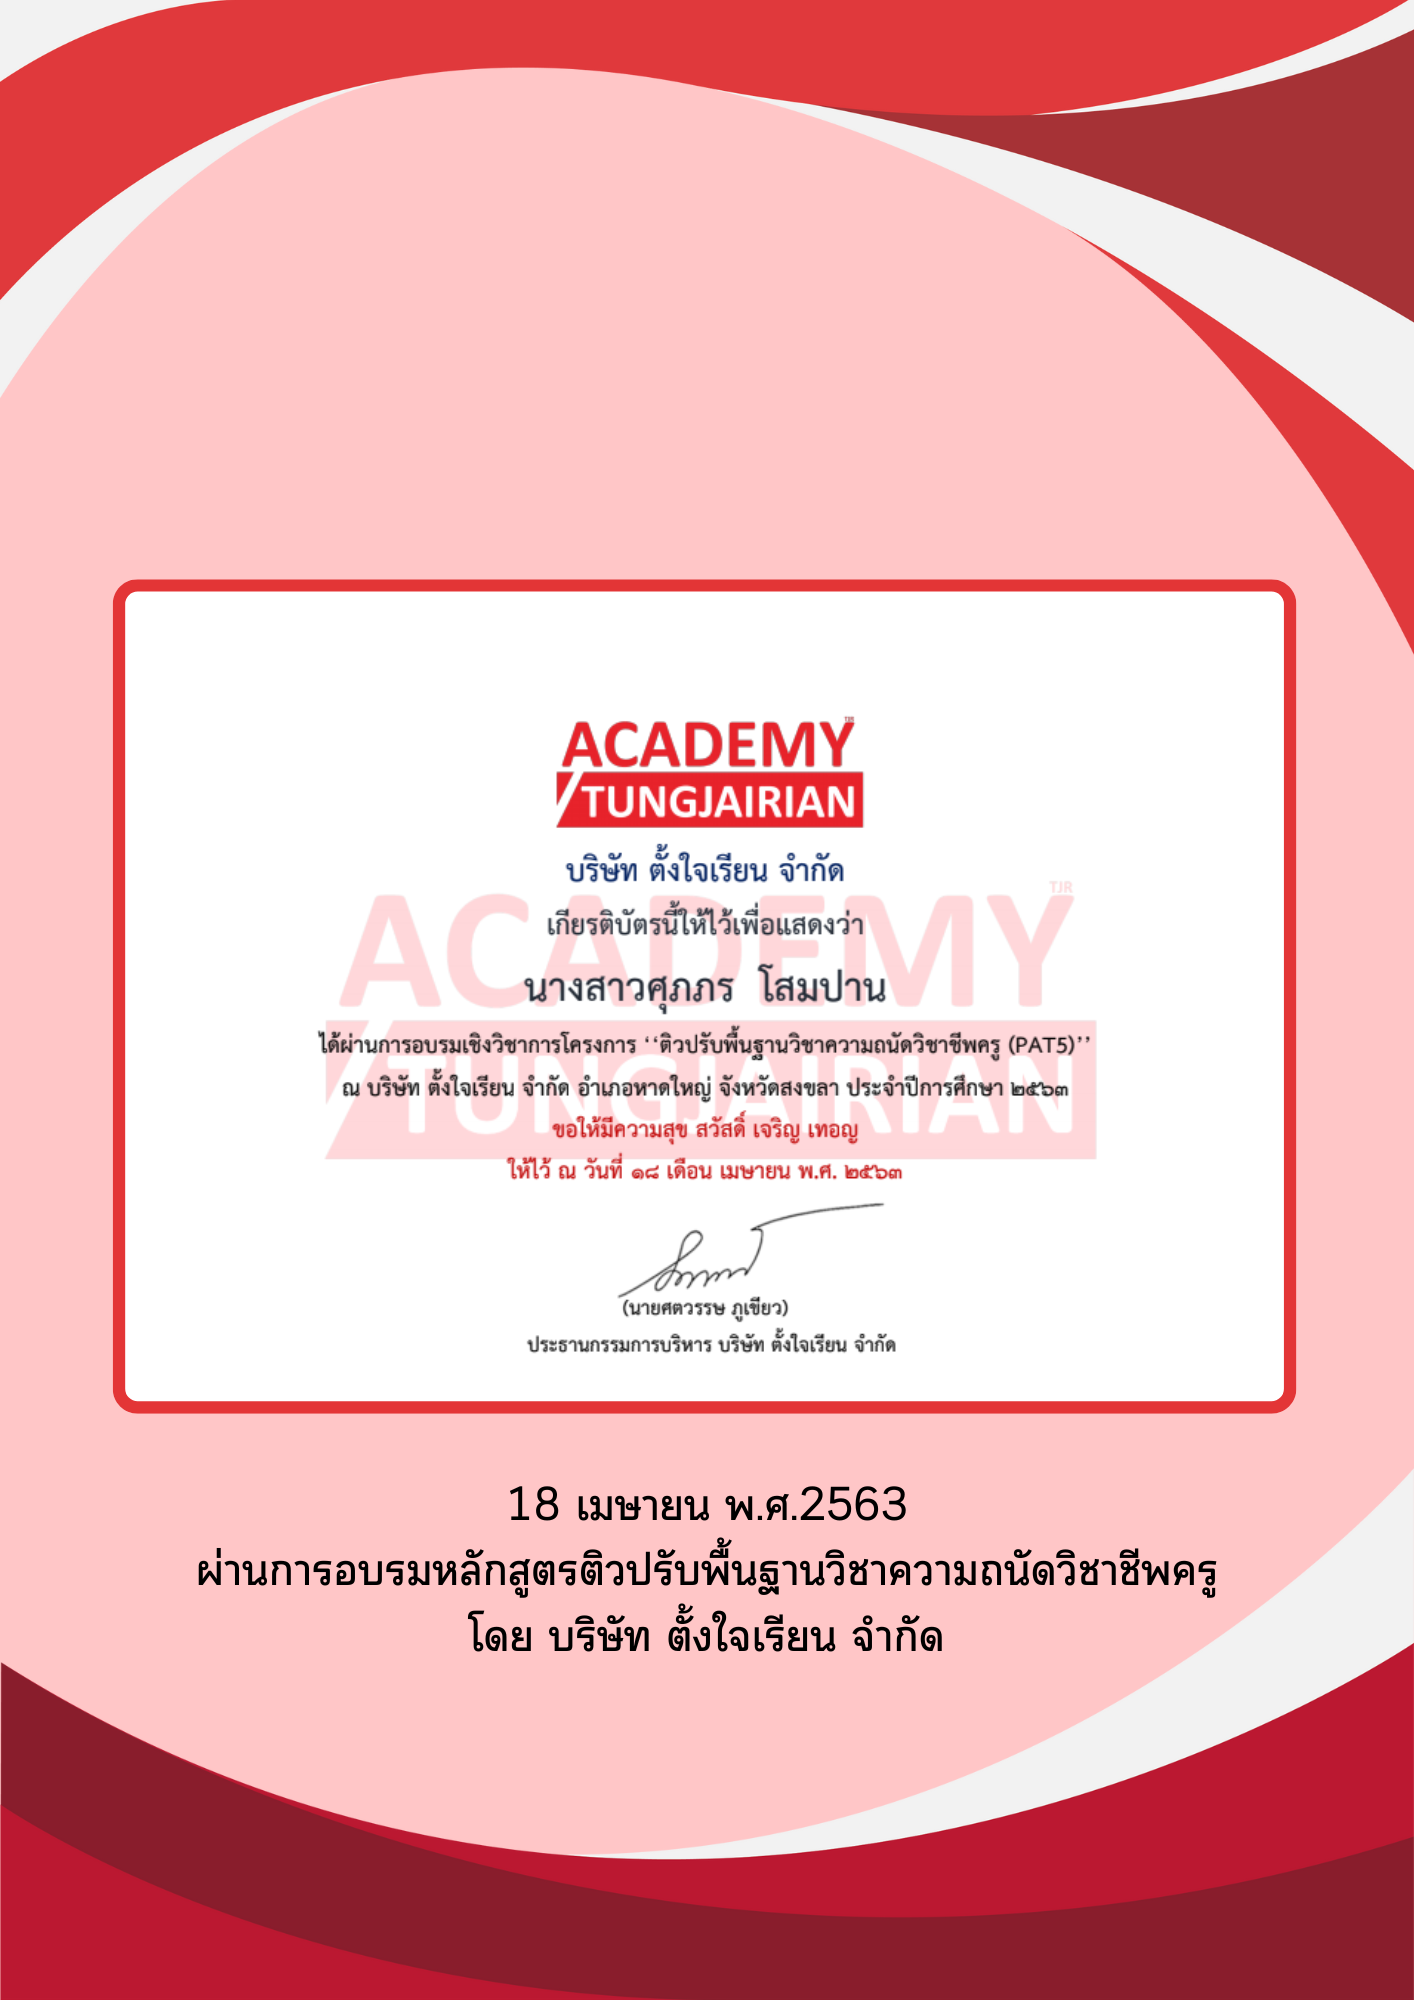 ACADEMY
TUNGJAIRIAN
บริษัท ตั้งใจเรียน จำกัด
เกียรติบัตรนี้ให้ไว้เพื่อแสดงว่า
นางสาวศุภภร โสมปาน
ได้ผ่านการอบรมเชิงวิชาการโครงการ ‘‘ติวปรับพื้นฐานวิชาความถนัดวิชาชีพครู (PAT5)’’
ณ บริษัท ตั้งใจเรียน จำกัด อำเภอหาดใหญ่ จังหวัดสงขลา ประจำปีการศึกษา ๒๕๖๓
ขอให้มีความสุข สวัสดิ์ เจริญ เทอญ
ให้ไว้ ณ วันที่ ๑๘ เดือน เมษายน พ.ศ. ๒๕๖๓
(นายศตวรรษ ภูเขียว)
ประธานกรรมการบริหาร บริษัท ตั้งใจเรียน จำกัด
ACADEMY TJR
TUNGJAIRIAN
18 เมษายน พ.ศ.2563
ผ่านการอบรมหลักสูตรติวปรับพื้นฐานวิชาความถนัดวิชาชีพครู
โดย บริษัท ตั้งใจเรียน จำกัด